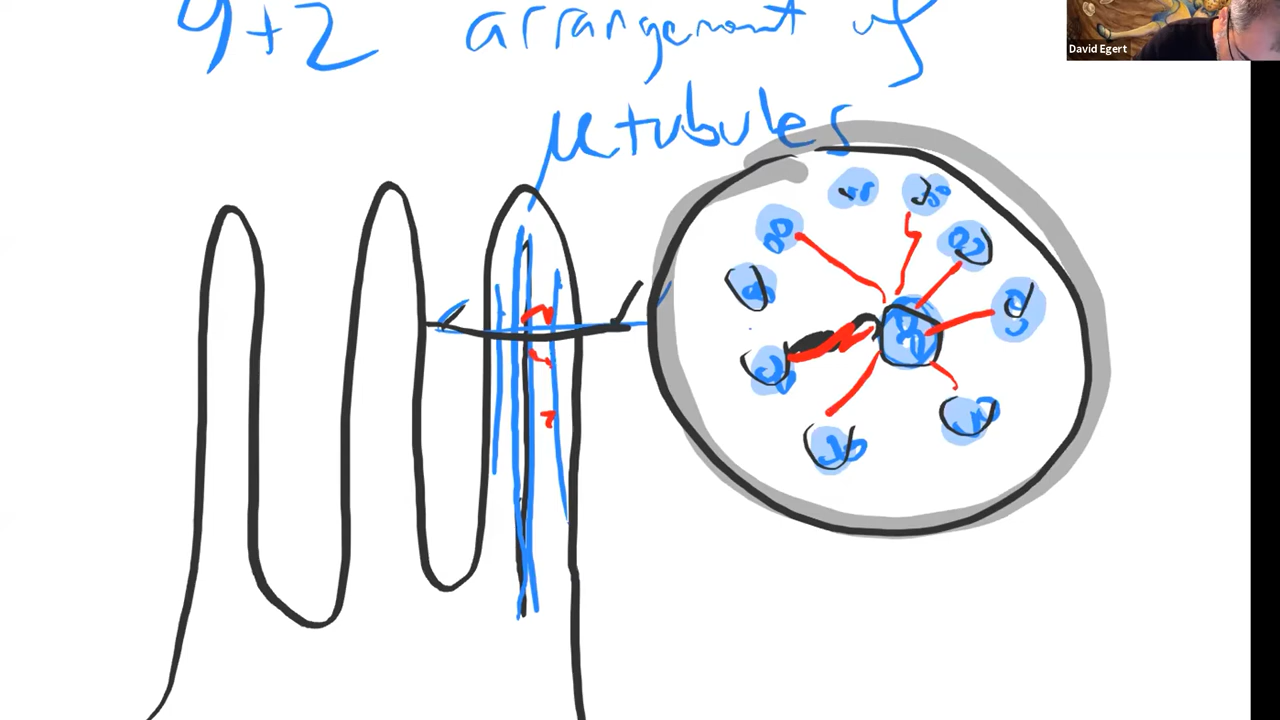 9+2 arrangement of
μtubules
David Egert